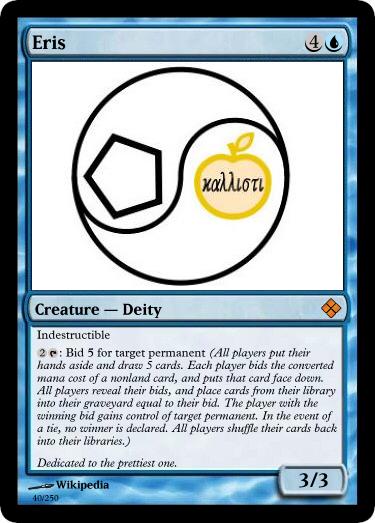 Eris 4
καλλιστι
Creature — Deity
Indestructible
2 : Bid 5 for target permanent (All players put their
hands aside and draw 5 cards. Each player bids the converted
mana cost of a nonland card, and puts that card face down.
All players reveal their bids, and place cards from their library
into their graveyard equal to their bid. The player with the
winning bid gains control of target permanent. In the event of
a tie, no winner is declared. All players shuffle their cards back
into their libraries.)
Dedicated to the prettiest one.
3/3
Wikipedia
40/250